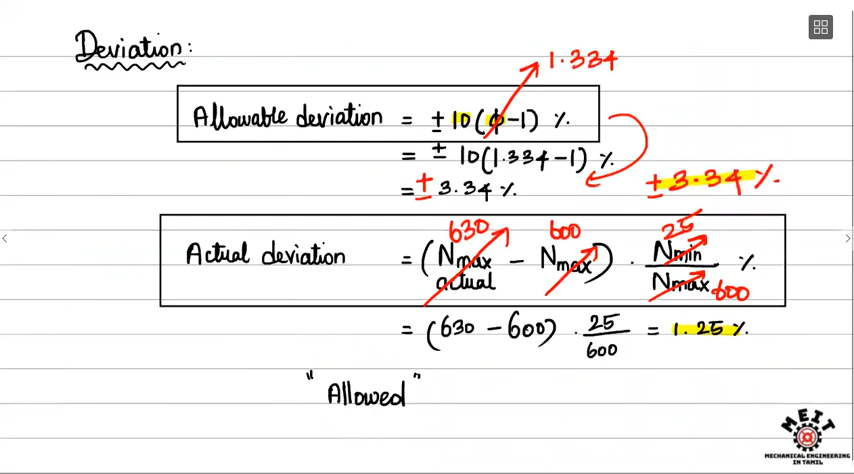 Deviation:
1.334
Allowable deviation = ± 10 (ϕ-1) %
= ± 10(1.334-1) %
= ± 3.34 % ± 3.34 %
630 600 25
Actual deviation = (Nmax actual - Nmax) . Nmin / Nmax %
600
= (630 - 600) . 25 / 600 = 1.25 %
"Allowed"
MEIT
MECHANICAL ENGINEERING
IN TAMIL